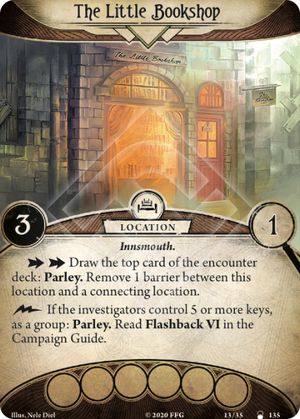 The Little Bookshop
The Little Bookshop
3
LOCATION
1
Innsmouth.
Draw the top card of the encounter
deck: Parley. Remove 1 barrier between this
location and a connecting location.
If the investigators control 5 or more keys,
as a group: Parley. Read Flashback VI in the
Campaign Guide.
Illus. Nele Diel
© 2020 FFG
13/35
135